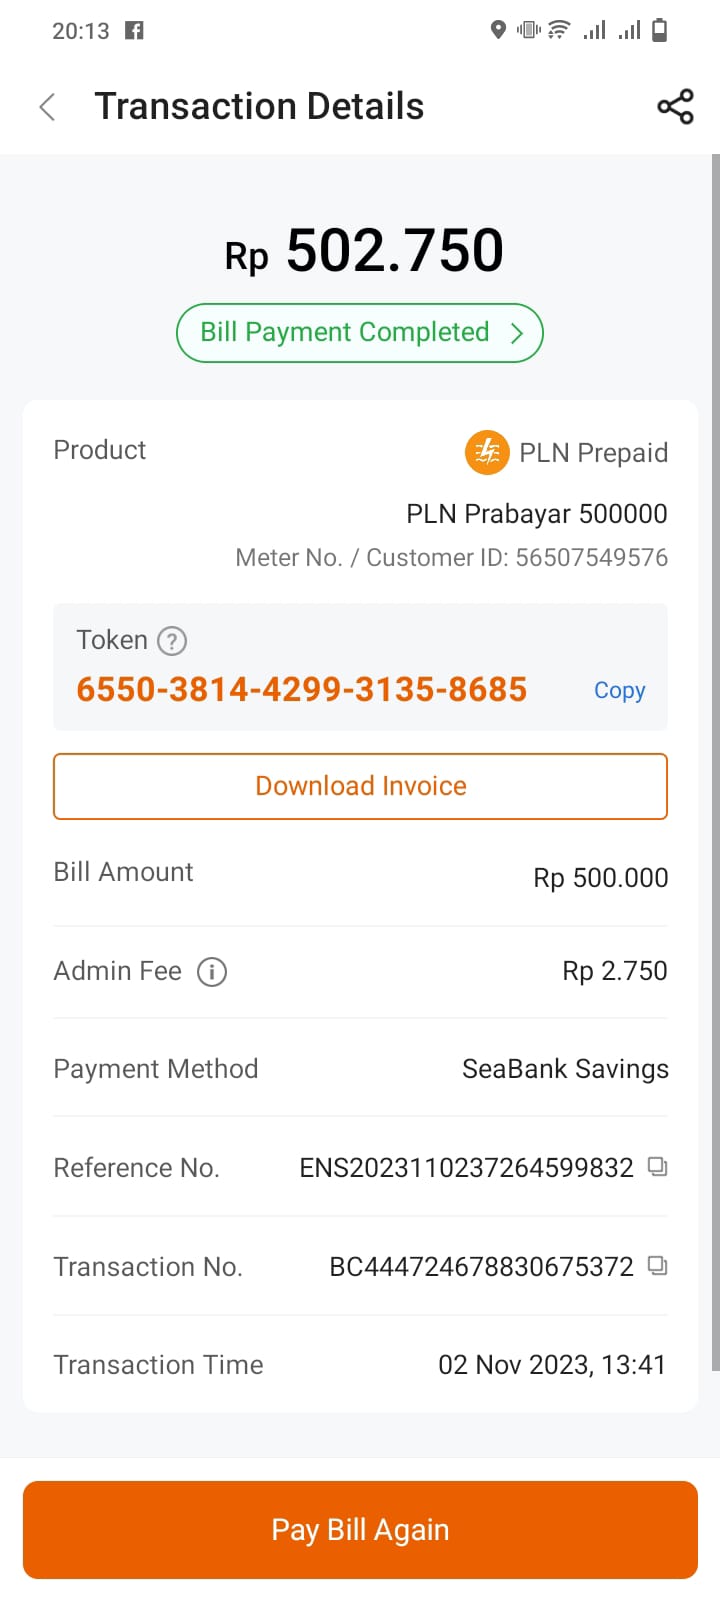 20:13
Transaction Details
Rp 502.750
Bill Payment Completed
Product PLN Prepaid
PLN Prabayar 500000
Meter No. / Customer ID: 56507549576
Token ?
6550-3814-4299-3135-8685 Copy
Download Invoice
Bill Amount Rp 500.000
Admin Fee i Rp 2.750
Payment Method SeaBank Savings
Reference No. ENS2023110237264599832
Transaction No. BC444724678830675372
Transaction Time 02 Nov 2023, 13:41
Pay Bill Again